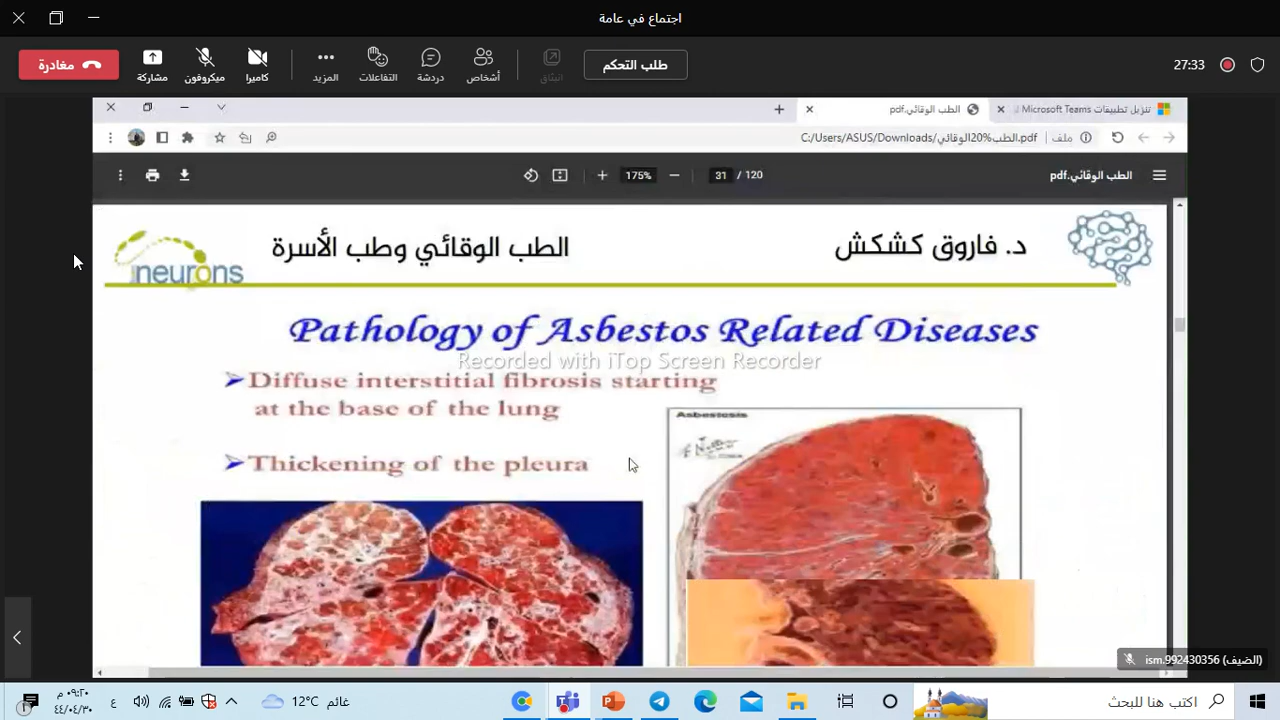 اجتماع في عامة
مغادرة
مشاركة
ميكروفون
كاميرا
المزيد
التفاعلات
دردشة
أشخاص
انبثاق
طلب التحكم
27:33
الطب الوقائي.pdf
تنزيل تطبيقات Microsoft Teams
C:/Users/ASUS/Downloads/الطب%20الوقائي.pdf
ملف
175%
31 / 120
الطب الوقائي.pdf
neurons
الطب الوقائي وطب الأسرة
د. فاروق كشكش
Pathology of Asbestos Related Diseases
Recorded with iTop Screen Recorder
Diffuse interstitial fibrosis starting
at the base of the lung
Thickening of the pleura
Asbestosis
ism.992430356 (الضيف)
ع
12°C غائم
اكتب هنا للبحث